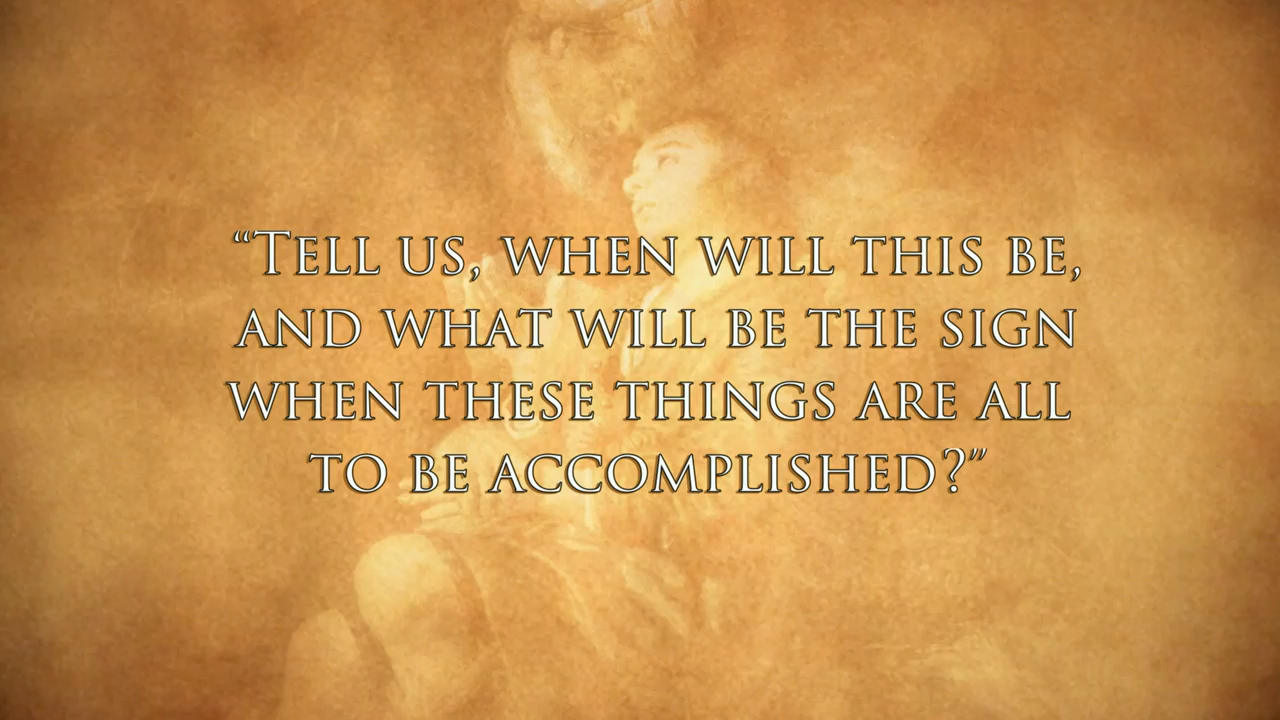 “Tell us, when will this be,
and what will be the sign
when these things are all
to be accomplished?”